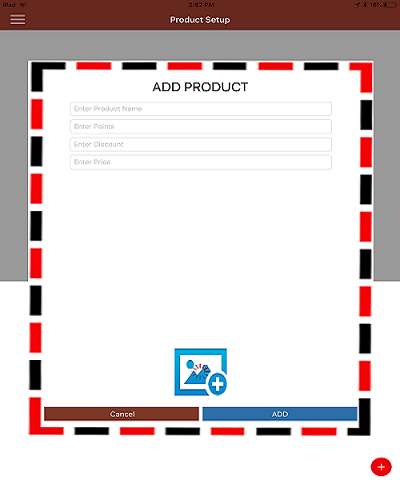 iPad 2:52 PM 16%
Product Setup
ADD PRODUCT
Enter Product Name
Enter Points
Enter Discount
Enter Price
Cancel ADD